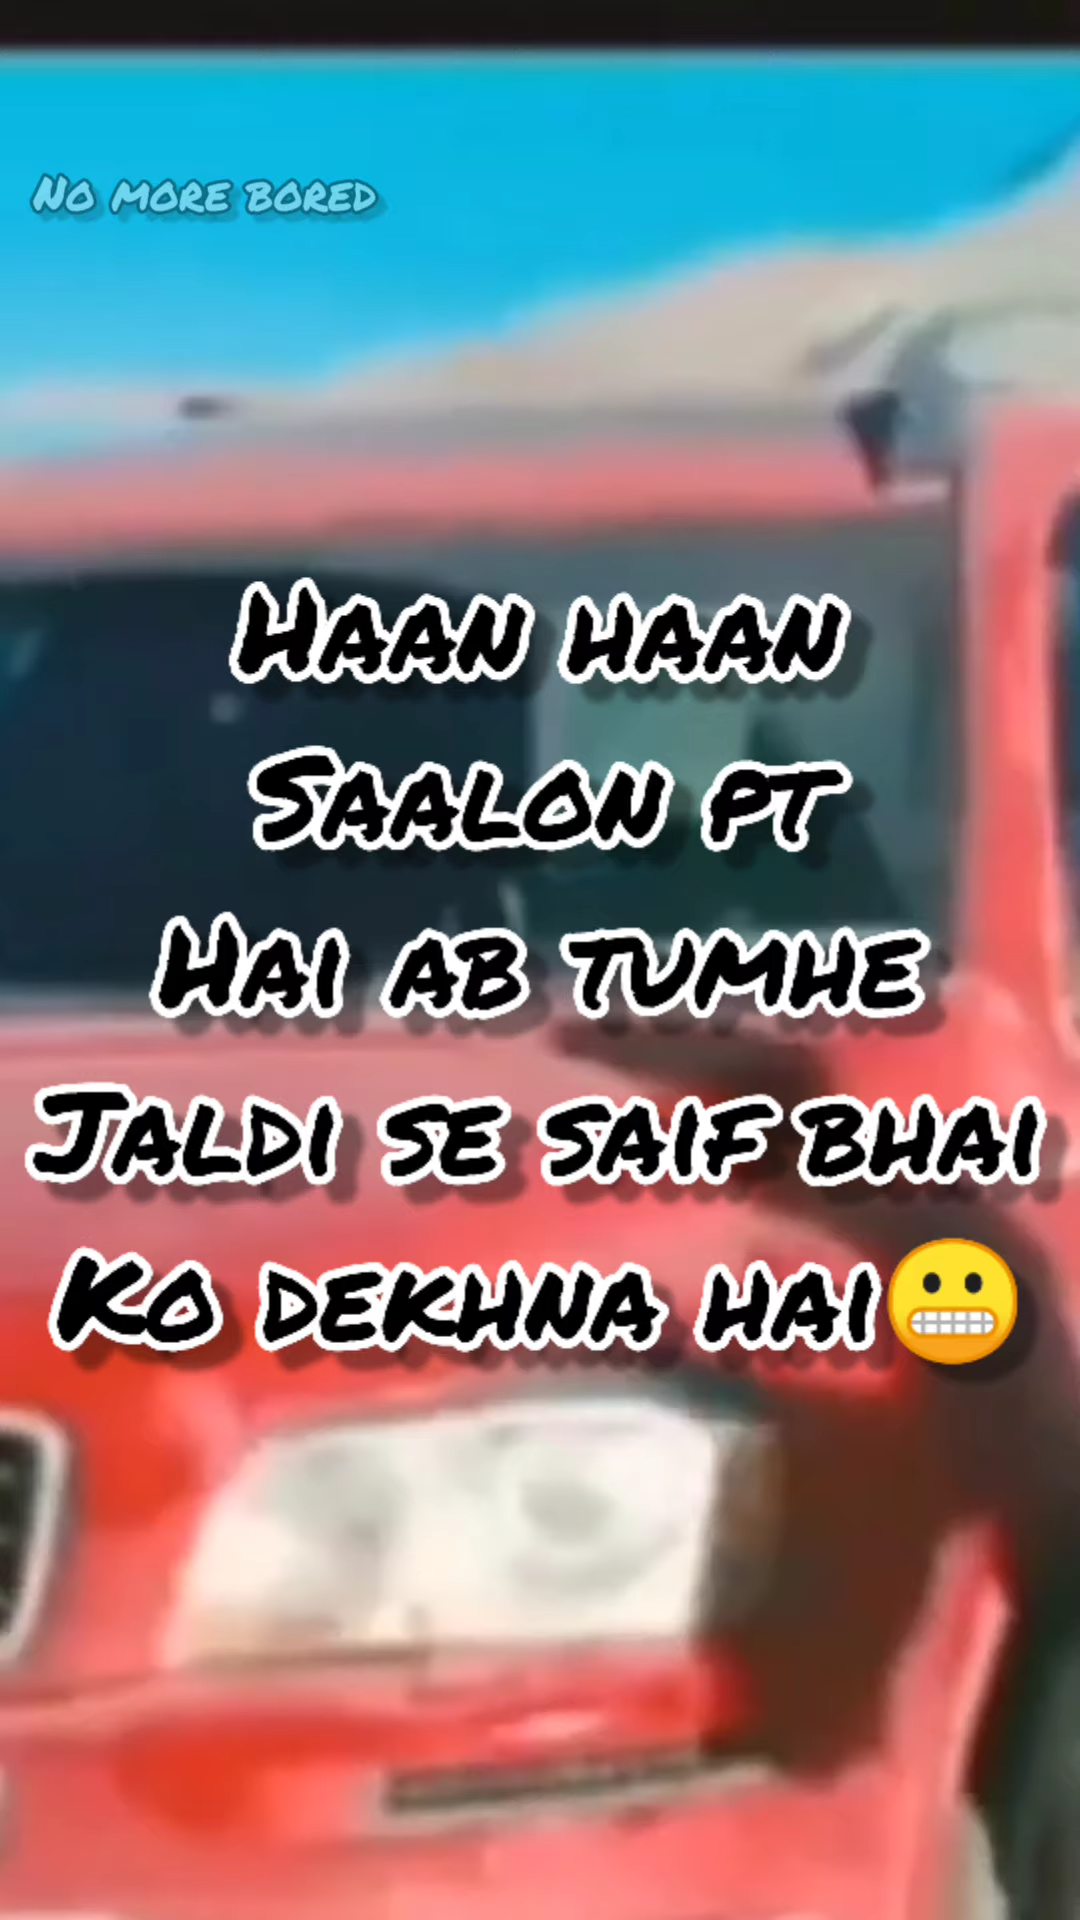 No more bored
Haan haan
Saalon pt
Hai ab tumhe
Jaldi se saif bhai
Ko dekhna hai😬